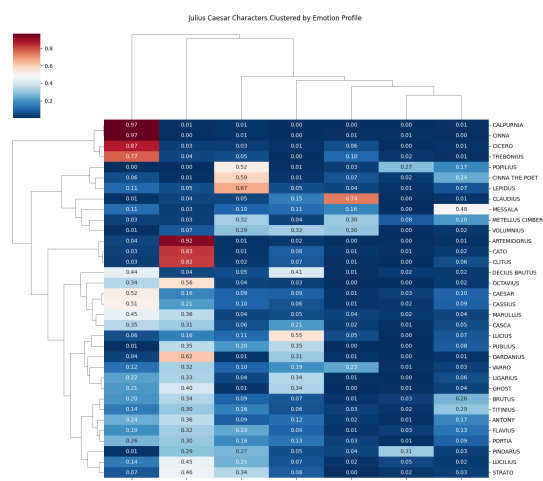 Julius Caesar Characters Clustered by Emotion Profile
0.8
0.6
0.4
0.2
0.97 0.01 0.01 0.00 0.00 0.00 0.01 CALPURNIA
0.97 0.00 0.01 0.00 0.00 0.00 0.01 CINNA
0.87 0.03 0.03 0.01 0.06 0.00 0.01 CICERO
0.77 0.04 0.05 0.00 0.10 0.02 0.01 TREBONIUS
0.00 0.00 0.52 0.01 0.03 0.27 0.17 POPILIUS
0.06 0.01 0.59 0.01 0.07 0.02 0.24 CINNA THE POET
0.11 0.05 0.67 0.05 0.04 0.01 0.07 LEPIDUS
0.01 0.04 0.05 0.15 0.74 0.00 0.01 CLAUDIUS
0.11 0.03 0.10 0.11 0.16 0.00 0.48 MESSALA
0.03 0.03 0.32 0.04 0.30 0.08 0.20 METELLUS CIMBER
0.01 0.07 0.29 0.32 0.30 0.00 0.02 VOLUMNIUS
0.04 0.92 0.01 0.02 0.00 0.00 0.01 ARTEMIDORUS
0.03 0.83 0.01 0.08 0.01 0.02 0.02 CATO
0.03 0.82 0.02 0.07 0.01 0.00 0.06 CLITUS
0.44 0.04 0.05 0.41 0.01 0.02 0.02 DECIUS BRUTUS
0.34 0.56 0.04 0.01 0.01 0.01 0.02 OCTAVIUS
0.52 0.16 0.09 0.09 0.01 0.03 0.10 CAESAR
0.51 0.21 0.10 0.06 0.01 0.02 0.09 CASSIUS
0.45 0.36 0.04 0.05 0.04 0.02 0.04 MARULLUS
0.35 0.31 0.06 0.21 0.02 0.01 0.05 CASCA
0.06 0.16 0.11 0.55 0.05 0.00 0.07 LUCIUS
0.01 0.35 0.20 0.35 0.00 0.00 0.08 PUBLIUS
0.04 0.62 0.01 0.31 0.01 0.00 0.01 DARDANIUS
0.12 0.32 0.10 0.19 0.23 0.01 0.03 VARRO
0.22 0.33 0.04 0.34 0.01 0.00 0.06 LIGARIUS
0.21 0.40 0.01 0.34 0.00 0.00 0.04 GHOST
0.20 0.34 0.09 0.07 0.01 0.03 0.26 BRUTUS
0.14 0.30 0.16 0.06 0.03 0.02 0.29 TITINIUS
0.24 0.36 0.09 0.12 0.02 0.01 0.17 ANTONY
0.19 0.32 0.23 0.09 0.01 0.03 0.12 FLAVIUS
0.26 0.30 0.18 0.13 0.03 0.01 0.09 PORTIA
0.01 0.29 0.27 0.05 0.04 0.31 0.03 PINDARUS
0.14 0.45 0.25 0.07 0.02 0.02 0.05 LUCILIUS
0.07 0.46 0.34 0.08 0.00 0.02 0.03 STRATO